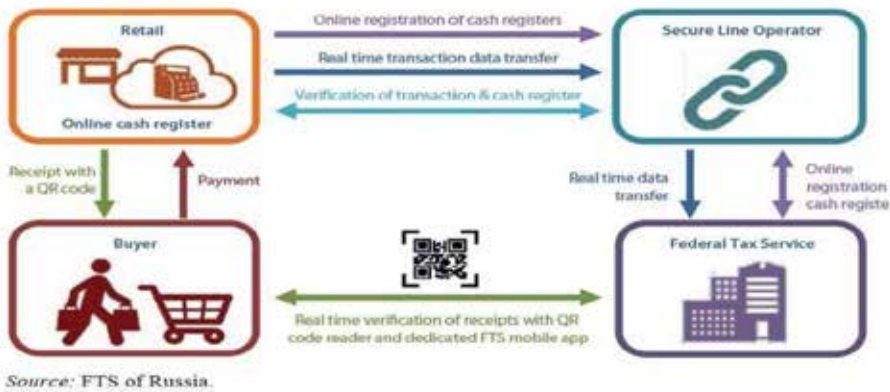 Retail
Online cash register
Online registration of cash registers
Real time transaction data transfer
Verification of transaction & cash register
Secure Line Operator
Receipt with
a QR code
Payment
Real time data
transfer
Online
registration
cash registe
Buyer
Federal Tax Service
Real time verification of receipts with QR
code reader and dedicated FTS mobile app
Source: FTS of Russia.